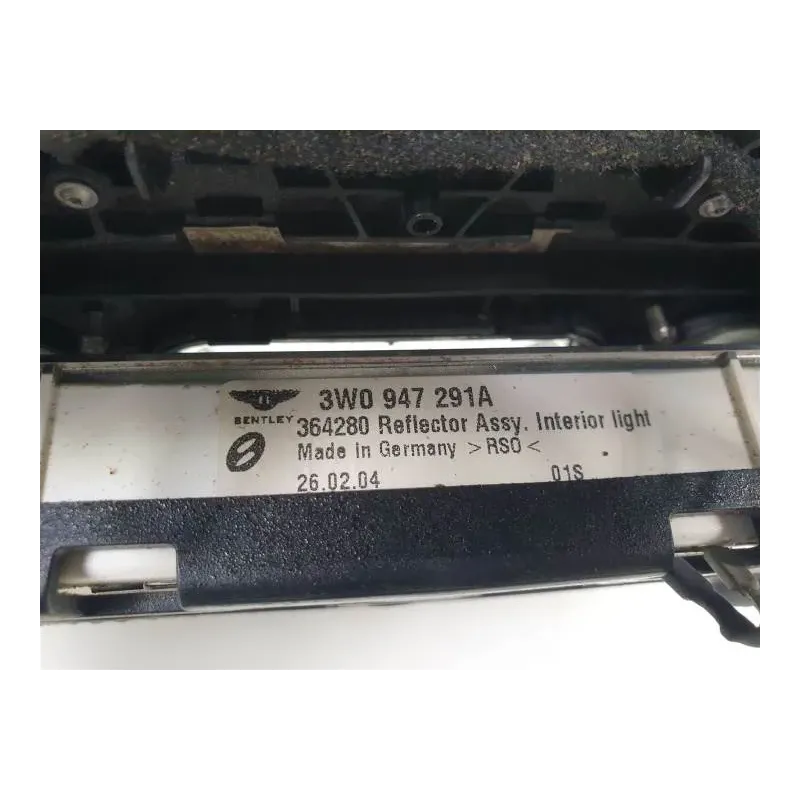 3W0 947 291A
BENTLEY
364280 Reflector Assy. Interior light
Made in Germany >RSO<
26.02.04 01S